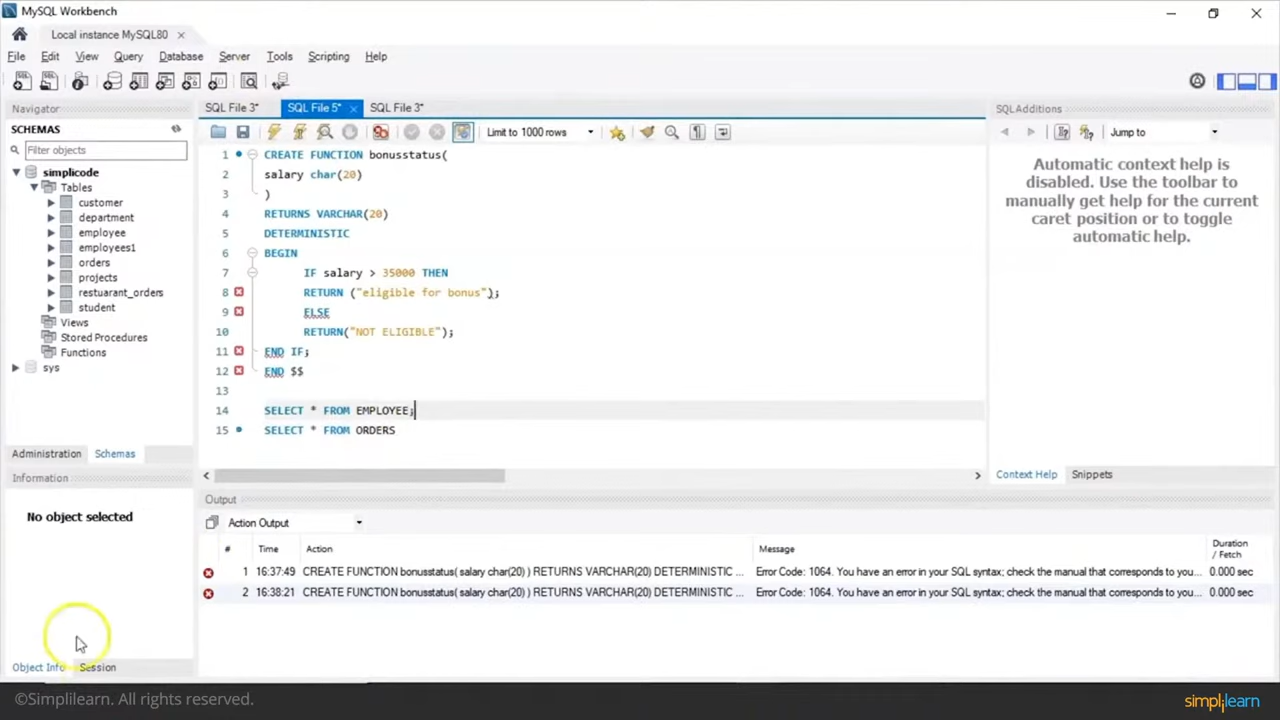 MySQL Workbench
Local instance MySQL80
File Edit View Query Database Server Tools Scripting Help
Navigator
SCHEMAS
Filter objects
simplicode
Tables
customer
department
employee
employees1
orders
projects
restuarant_orders
student
Views
Stored Procedures
Functions
sys
Administration Schemas
Information
No object selected
Object Info Session
SQL File 3* SQL File 5* SQL File 3*
Limit to 1000 rows
1 CREATE FUNCTION bonusstatus(
2 salary char(20)
3 )
4 RETURNS VARCHAR(20)
5 DETERMINISTIC
6 BEGIN
7 IF salary > 35000 THEN
8 RETURN ("eligible for bonus");
9 ELSE
10 RETURN("NOT ELIGIBLE");
11 END IF;
12 END $$
13
14 SELECT * FROM EMPLOYEE;
15 SELECT * FROM ORDERS
SQL Additions
Jump to
Automatic context help is
disabled. Use the toolbar to
manually get help for the current
caret position or to toggle
automatic help.
Context Help Snippets
Output
Action Output
# Time Action Message Duration / Fetch
1 16:37:49 CREATE FUNCTION bonusstatus( salary char(20) ) RETURNS VARCHAR(20) DETERMINISTIC ... Error Code: 1064. You have an error in your SQL syntax; check the manual that corresponds to you... 0.000 sec
2 16:38:21 CREATE FUNCTION bonusstatus( salary char(20) ) RETURNS VARCHAR(20) DETERMINISTIC ... Error Code: 1064. You have an error in your SQL syntax; check the manual that corresponds to you... 0.000 sec
©Simplilearn. All rights reserved.
simplilearn